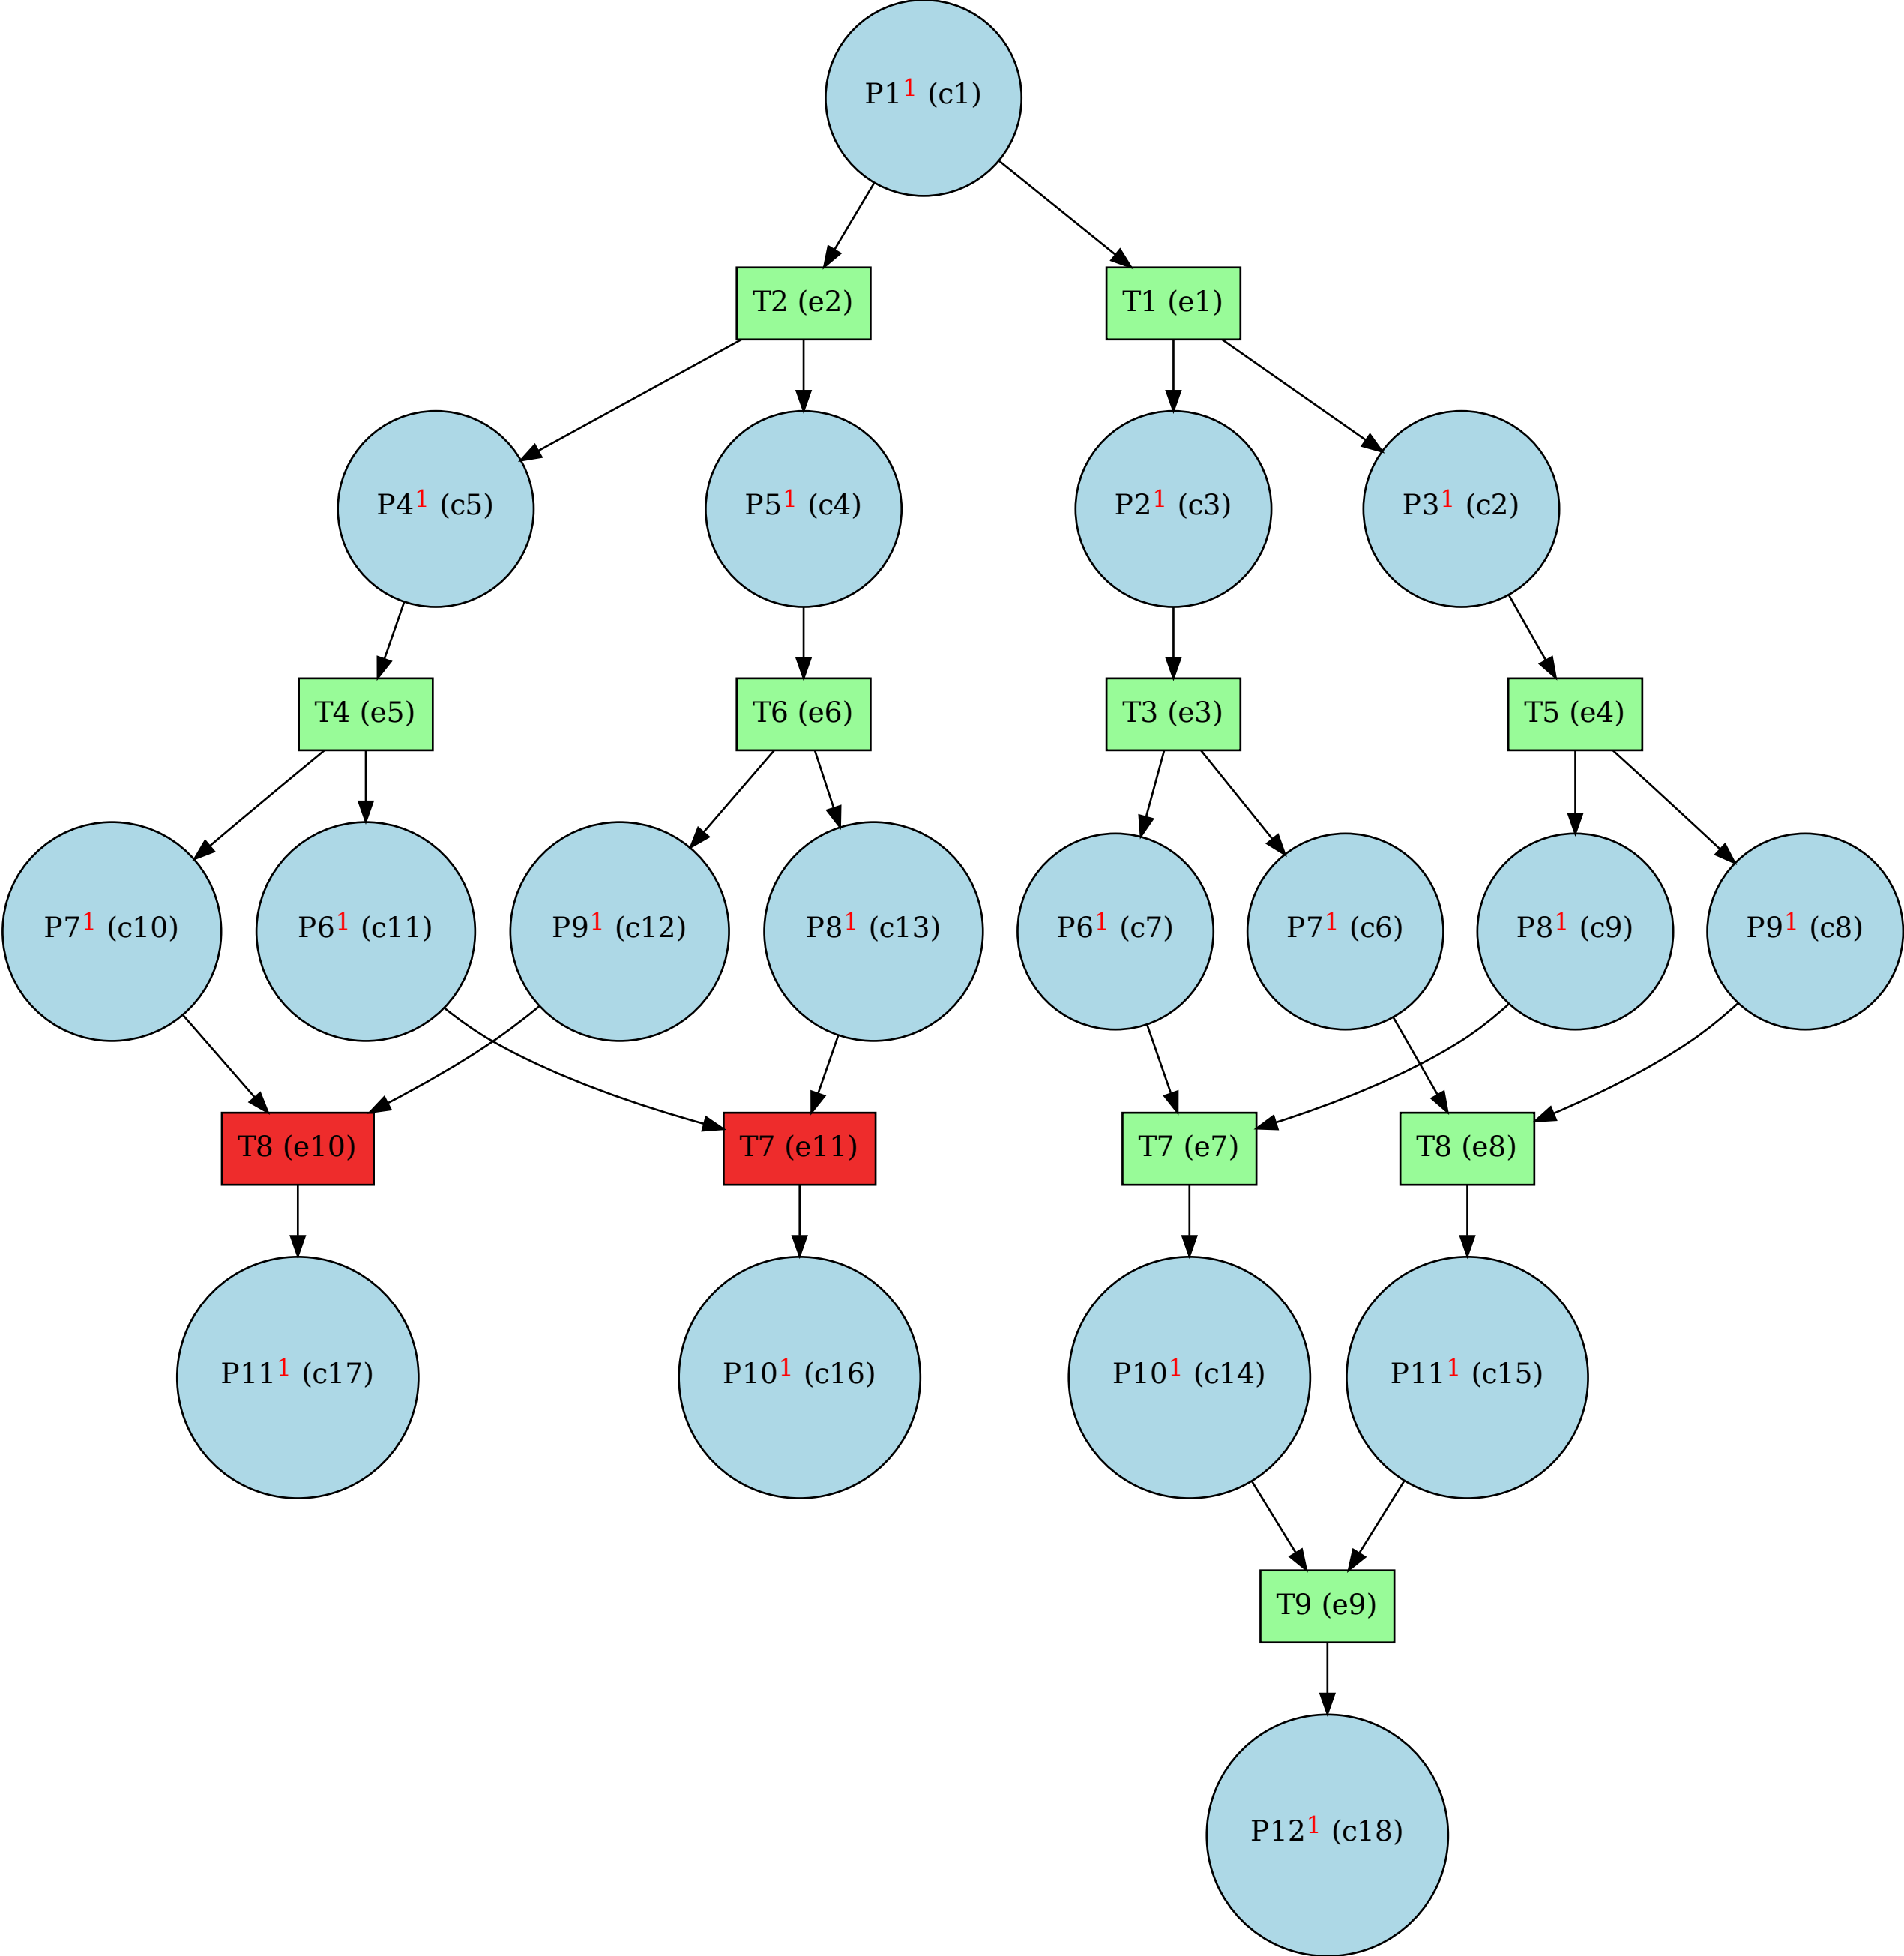 P1¹ (c1)
T2 (e2)
T1 (e1)
P4¹ (c5)
P5¹ (c4)
P2¹ (c3)
P3¹ (c2)
T4 (e5)
T6 (e6)
T3 (e3)
T5 (e4)
P7¹ (c10)
P6¹ (c11)
P9¹ (c12)
P8¹ (c13)
P6¹ (c7)
P7¹ (c6)
P8¹ (c9)
P9¹ (c8)
T8 (e10)
T7 (e11)
T7 (e7)
T8 (e8)
P11¹ (c17)
P10¹ (c16)
P10¹ (c14)
P11¹ (c15)
T9 (e9)
P12¹ (c18)